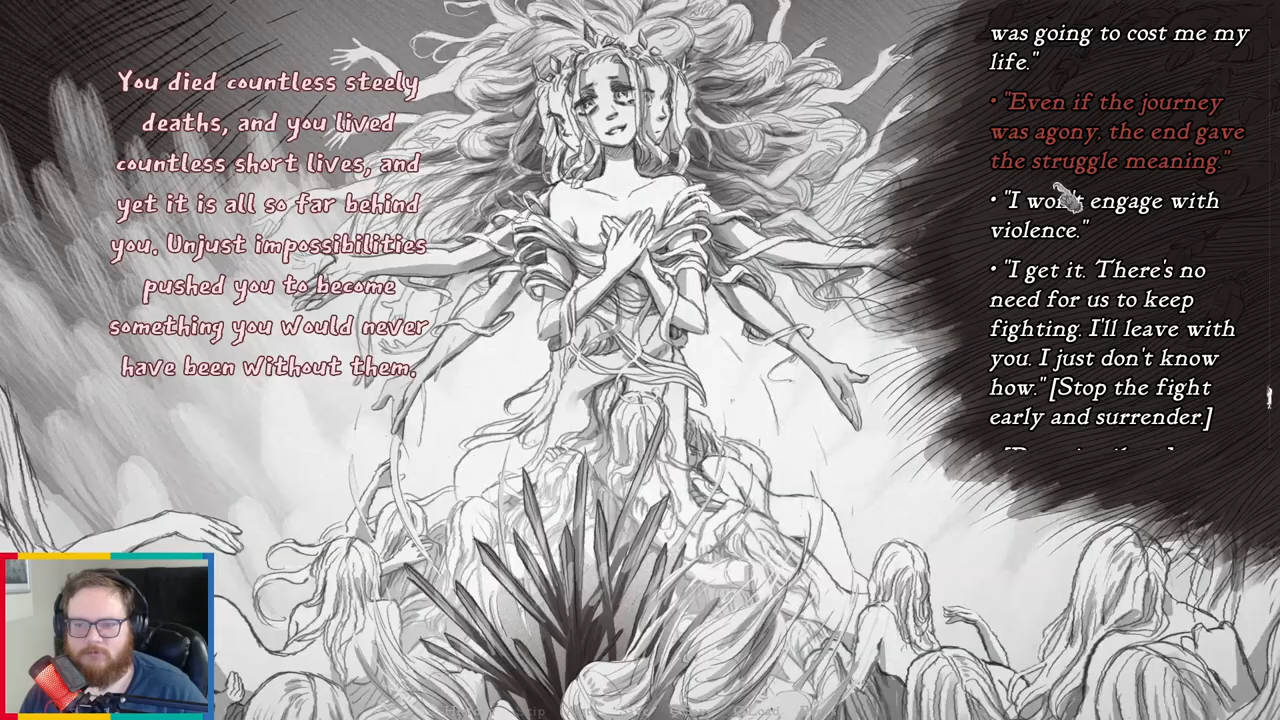 You died countless steely
deaths, and you lived
countless short lives, and
yet it is all so far behind
you. Unjust impossibilities
pushed you to become
something you would never
have been without them.
was going to cost me my
life."
• "Even if the journey
was agony, the end gave
the struggle meaning."
• "I won't engage with
violence."
• "I get it. There's no
need for us to keep
fighting. I'll leave with
you. I just don't know
how." [Stop the fight
early and surrender.]